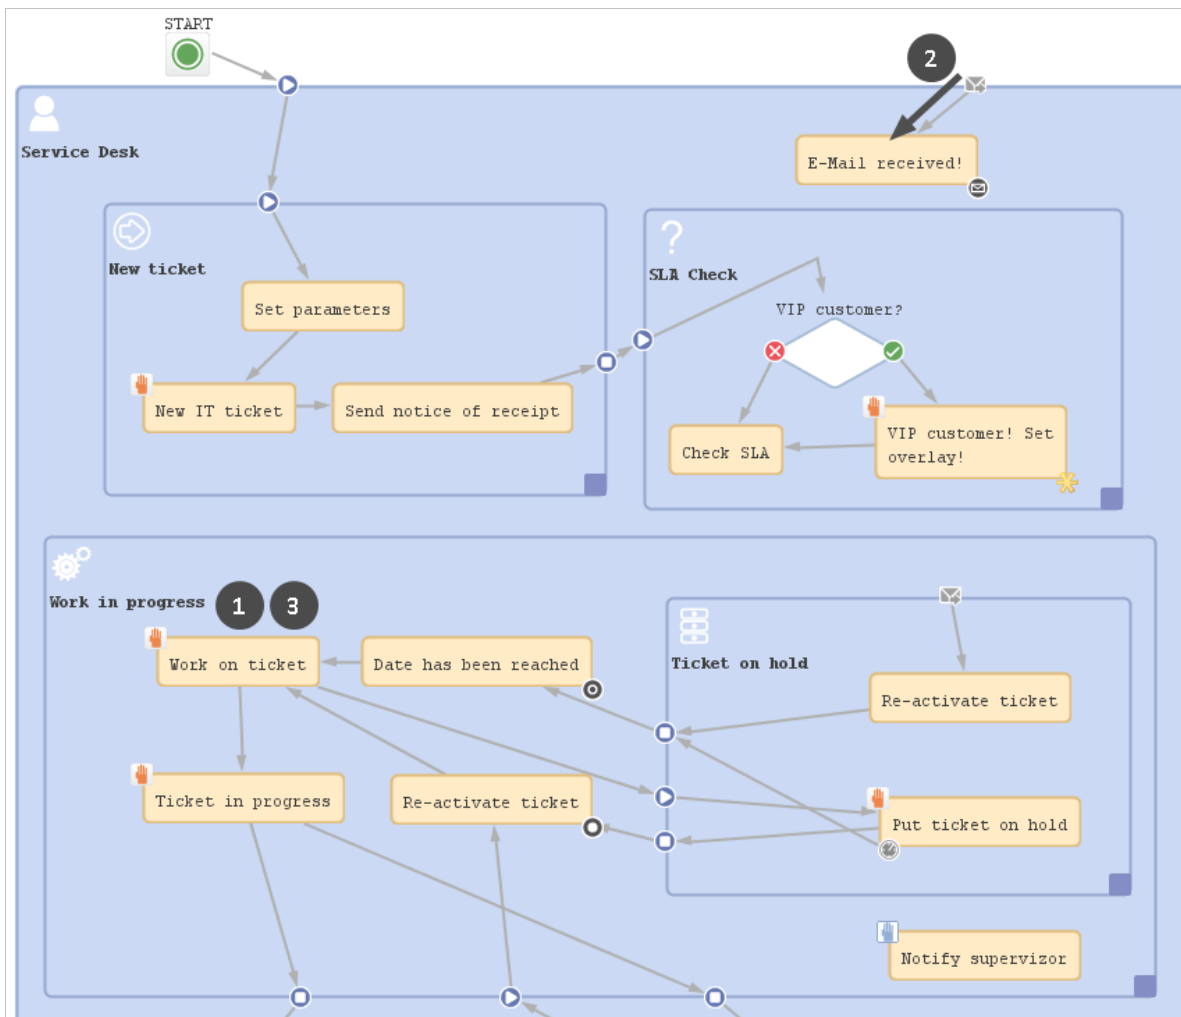 START
2
Service Desk
E-Mail received!
New ticket
SLA Check
Set parameters
VIP customer?
New IT ticket
Send notice of receipt
VIP customer! Set
overlay!
Check SLA
Work in progress
1
3
Work on ticket
Date has been reached
Ticket on hold
Re-activate ticket
Ticket in progress
Re-activate ticket
Put ticket on hold
Notify supervizor